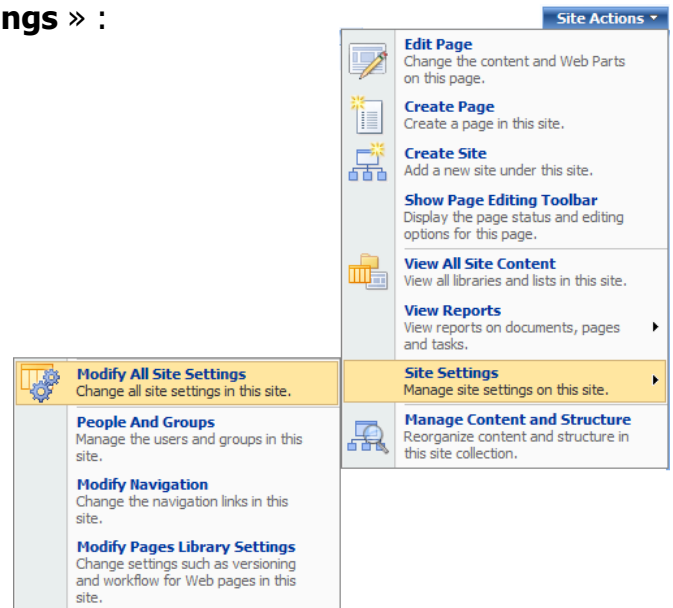 ngs » :
Site Actions
Edit Page
Change the content and Web Parts
on this page.
Create Page
Create a page in this site.
Create Site
Add a new site under this site.
Show Page Editing Toolbar
Display the page status and editing
options for this page.
View All Site Content
View all libraries and lists in this site.
View Reports
View reports on documents, pages
and tasks.
Site Settings
Manage site settings on this site.
Manage Content and Structure
Reorganize content and structure in
this site collection.
Modify All Site Settings
Change all site settings in this site.
People And Groups
Manage the users and groups in this
site.
Modify Navigation
Change the navigation links in this
site.
Modify Pages Library Settings
Change settings such as versioning
and workflow for Web pages in this
site.